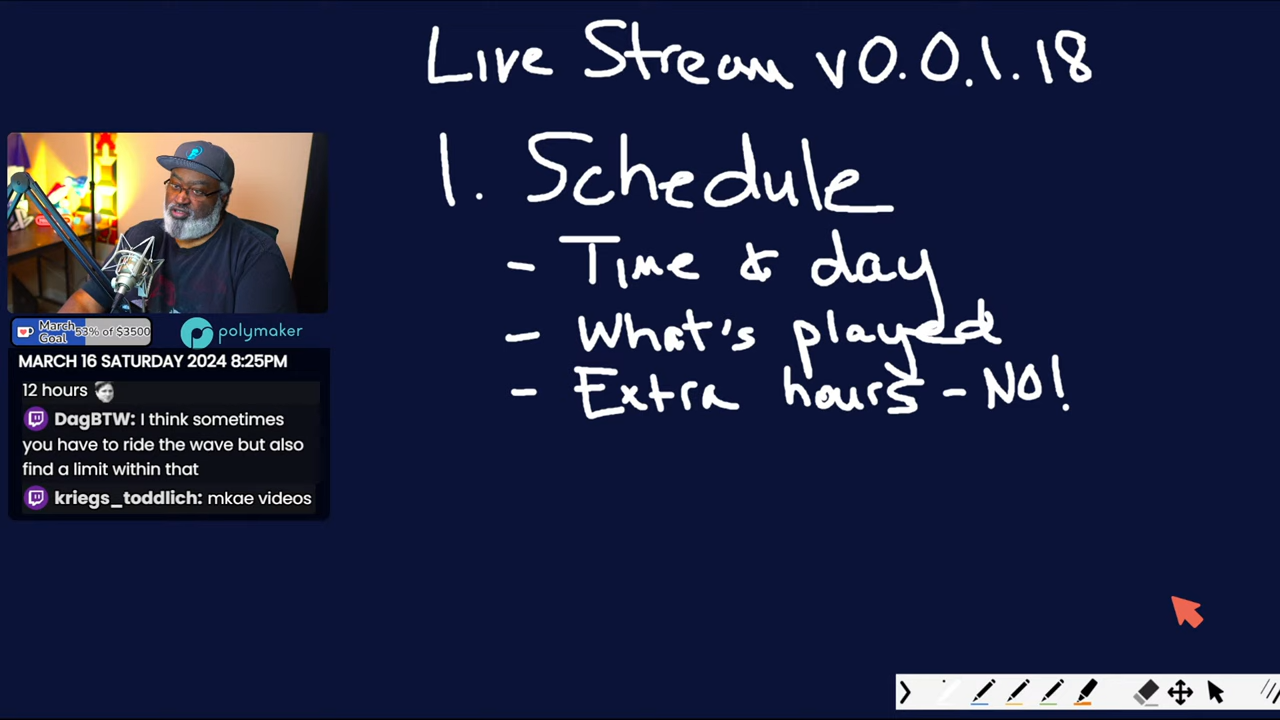 Live Stream v0.0.1.18
1. Schedule
- Time & day
- What's played
- Extra hours - NO!
March Goal
53% of $3500
polymaker
MARCH 16 SATURDAY 2024 8:25PM
12 hours
DagBTW: I think sometimes
you have to ride the wave but also
find a limit within that
kriegs_toddlich: mkae videos